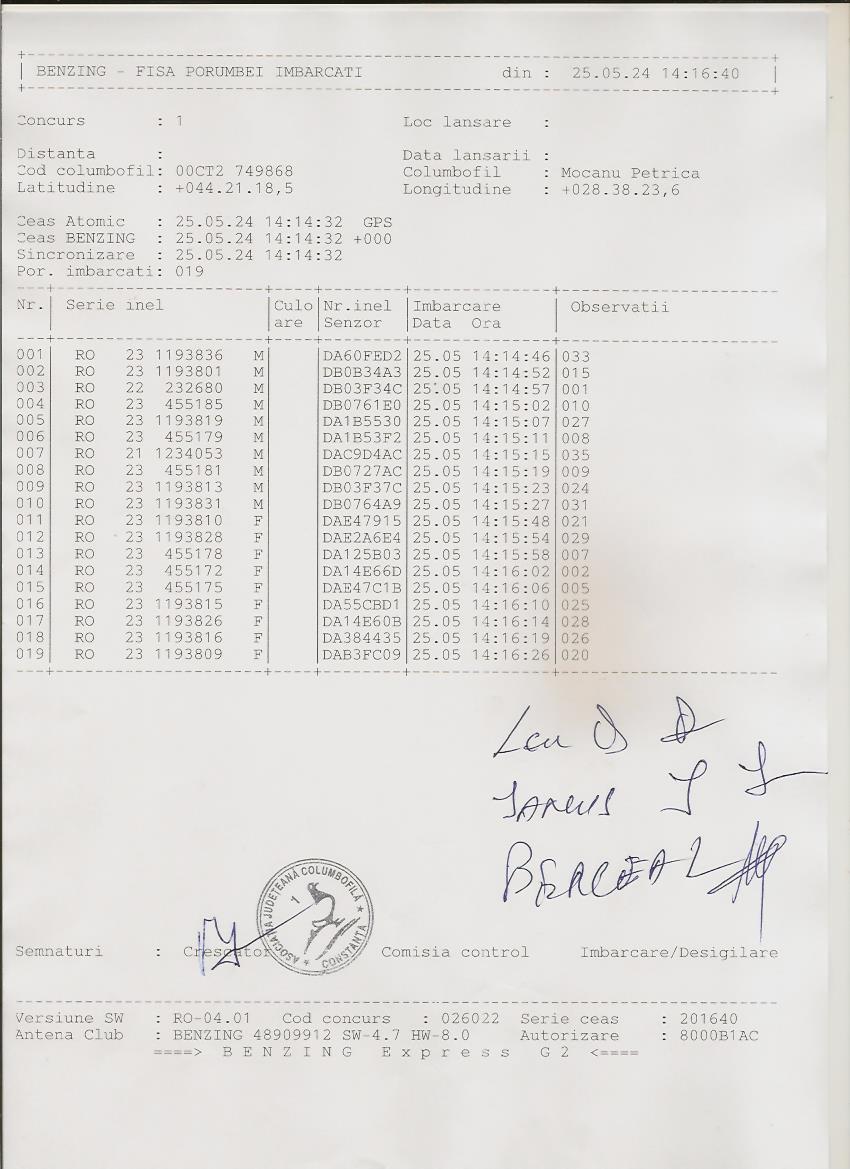 BENZING - FISA PORUMBEI IMBARCATI din : 25.05.24 14:16:40
Concurs : 1 Loc lansare :
Distanta : Data lansarii :
Cod columbofil: 00CT2 749868 Columbofil : Mocanu Petrica
Latitudine : +044.21.18,5 Longitudine : +028.38.23,6
Ceas Atomic : 25.05.24 14:14:32 GPS
Ceas BENZING : 25.05.24 14:14:32 +000
Sincronizare : 25.05.24 14:14:32
Por. imbarcati: 019
Nr. Serie inel Culo Nr.inel Imbarcare Observatii
are Senzor Data Ora
001 RO 23 1193836 M DA60FED2 25.05 14:14:46 033
002 RO 23 1193801 M DB0B34A3 25.05 14:14:52 015
003 RO 22 232680 M DB03F34C 25.05 14:14:57 001
004 RO 23 455185 M DB0761E0 25.05 14:15:02 010
005 RO 23 1193819 M DA1B5530 25.05 14:15:07 027
006 RO 23 455179 M DA1B53F2 25.05 14:15:11 008
007 RO 21 1234053 M DAC9D4AC 25.05 14:15:15 035
008 RO 23 455181 M DB0727AC 25.05 14:15:19 009
009 RO 23 1193813 M DB03F37C 25.05 14:15:23 024
010 RO 23 1193831 M DB0764A9 25.05 14:15:27 031
011 RO 23 1193810 F DAE47915 25.05 14:15:48 021
012 RO 23 1193828 F DAE2A6E4 25.05 14:15:54 029
013 RO 23 455178 F DA125B03 25.05 14:15:58 007
014 RO 23 455172 F DA14E66D 25.05 14:16:02 002
015 RO 23 455175 F DAE47C1B 25.05 14:16:06 005
016 RO 23 1193815 F DA55CBD1 25.05 14:16:10 025
017 RO 23 1193826 F DA14E60B 25.05 14:16:14 028
018 RO 23 1193816 F DA384435 25.05 14:16:19 026
019 RO 23 1193809 F DAB3FC09 25.05 14:16:26 020
ASOCIAȚIA JUDEȚEANĂ COLUMBOFILĂ * CONSTANȚA *
1
Semnaturi : Crescator Comisia control Imbarcare/Desigilare
Versiune SW : RO-04.01 Cod concurs : 026022 Serie ceas : 201640
Antena Club : BENZING 48909912 SW-4.7 HW-8.0 Autorizare : 8000B1AC
====> B E N Z I N G E x p r e s s G 2 <====